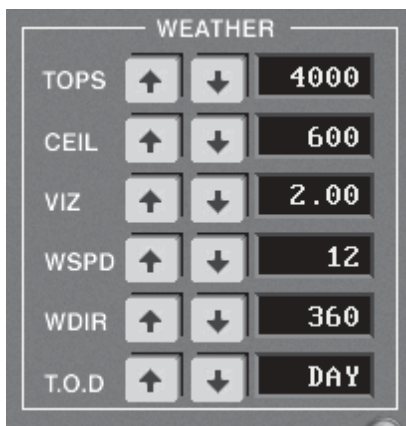 WEATHER
TOPS 4000
CEIL 600
VIZ 2.00
WSPD 12
WDIR 360
T.O.D DAY